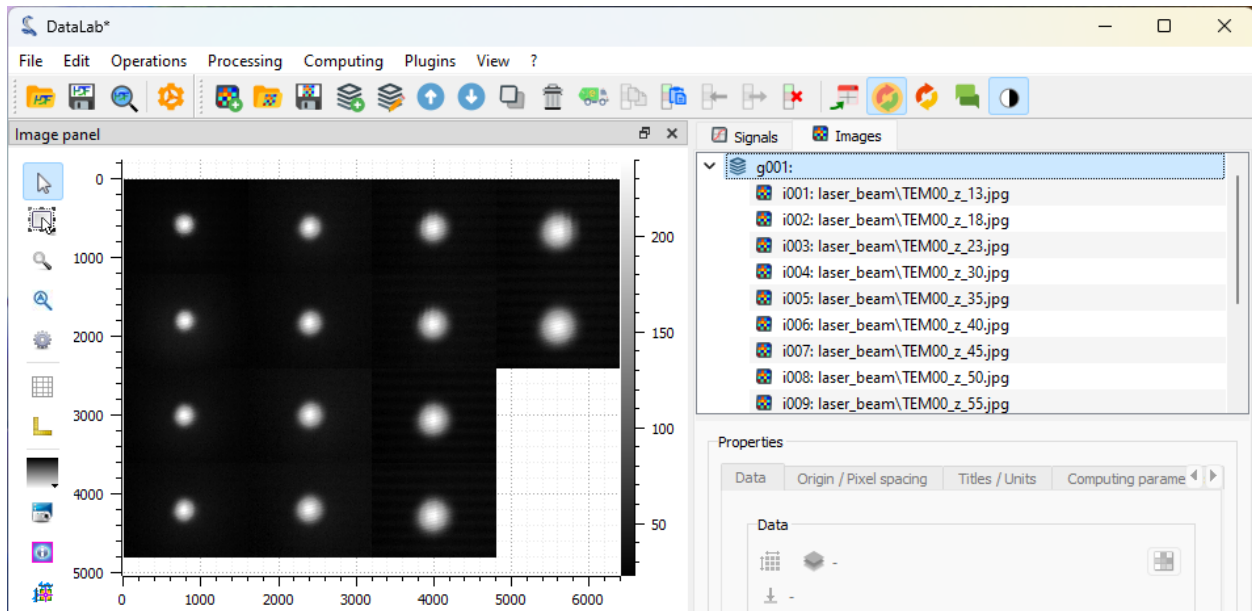 DataLab*
File Edit Operations Processing Computing Plugins View ?
Image panel
Signals Images
g001:
i001: laser_beam\TEM00_z_13.jpg
i002: laser_beam\TEM00_z_18.jpg
i003: laser_beam\TEM00_z_23.jpg
i004: laser_beam\TEM00_z_30.jpg
i005: laser_beam\TEM00_z_35.jpg
i006: laser_beam\TEM00_z_40.jpg
i007: laser_beam\TEM00_z_45.jpg
i008: laser_beam\TEM00_z_50.jpg
i009: laser_beam\TEM00_z_55.jpg
0
1000
2000
3000
4000
5000
0 1000 2000 3000 4000 5000 6000
200
150
100
50
Properties
Data Origin / Pixel spacing Titles / Units Computing parame
Data
-
-